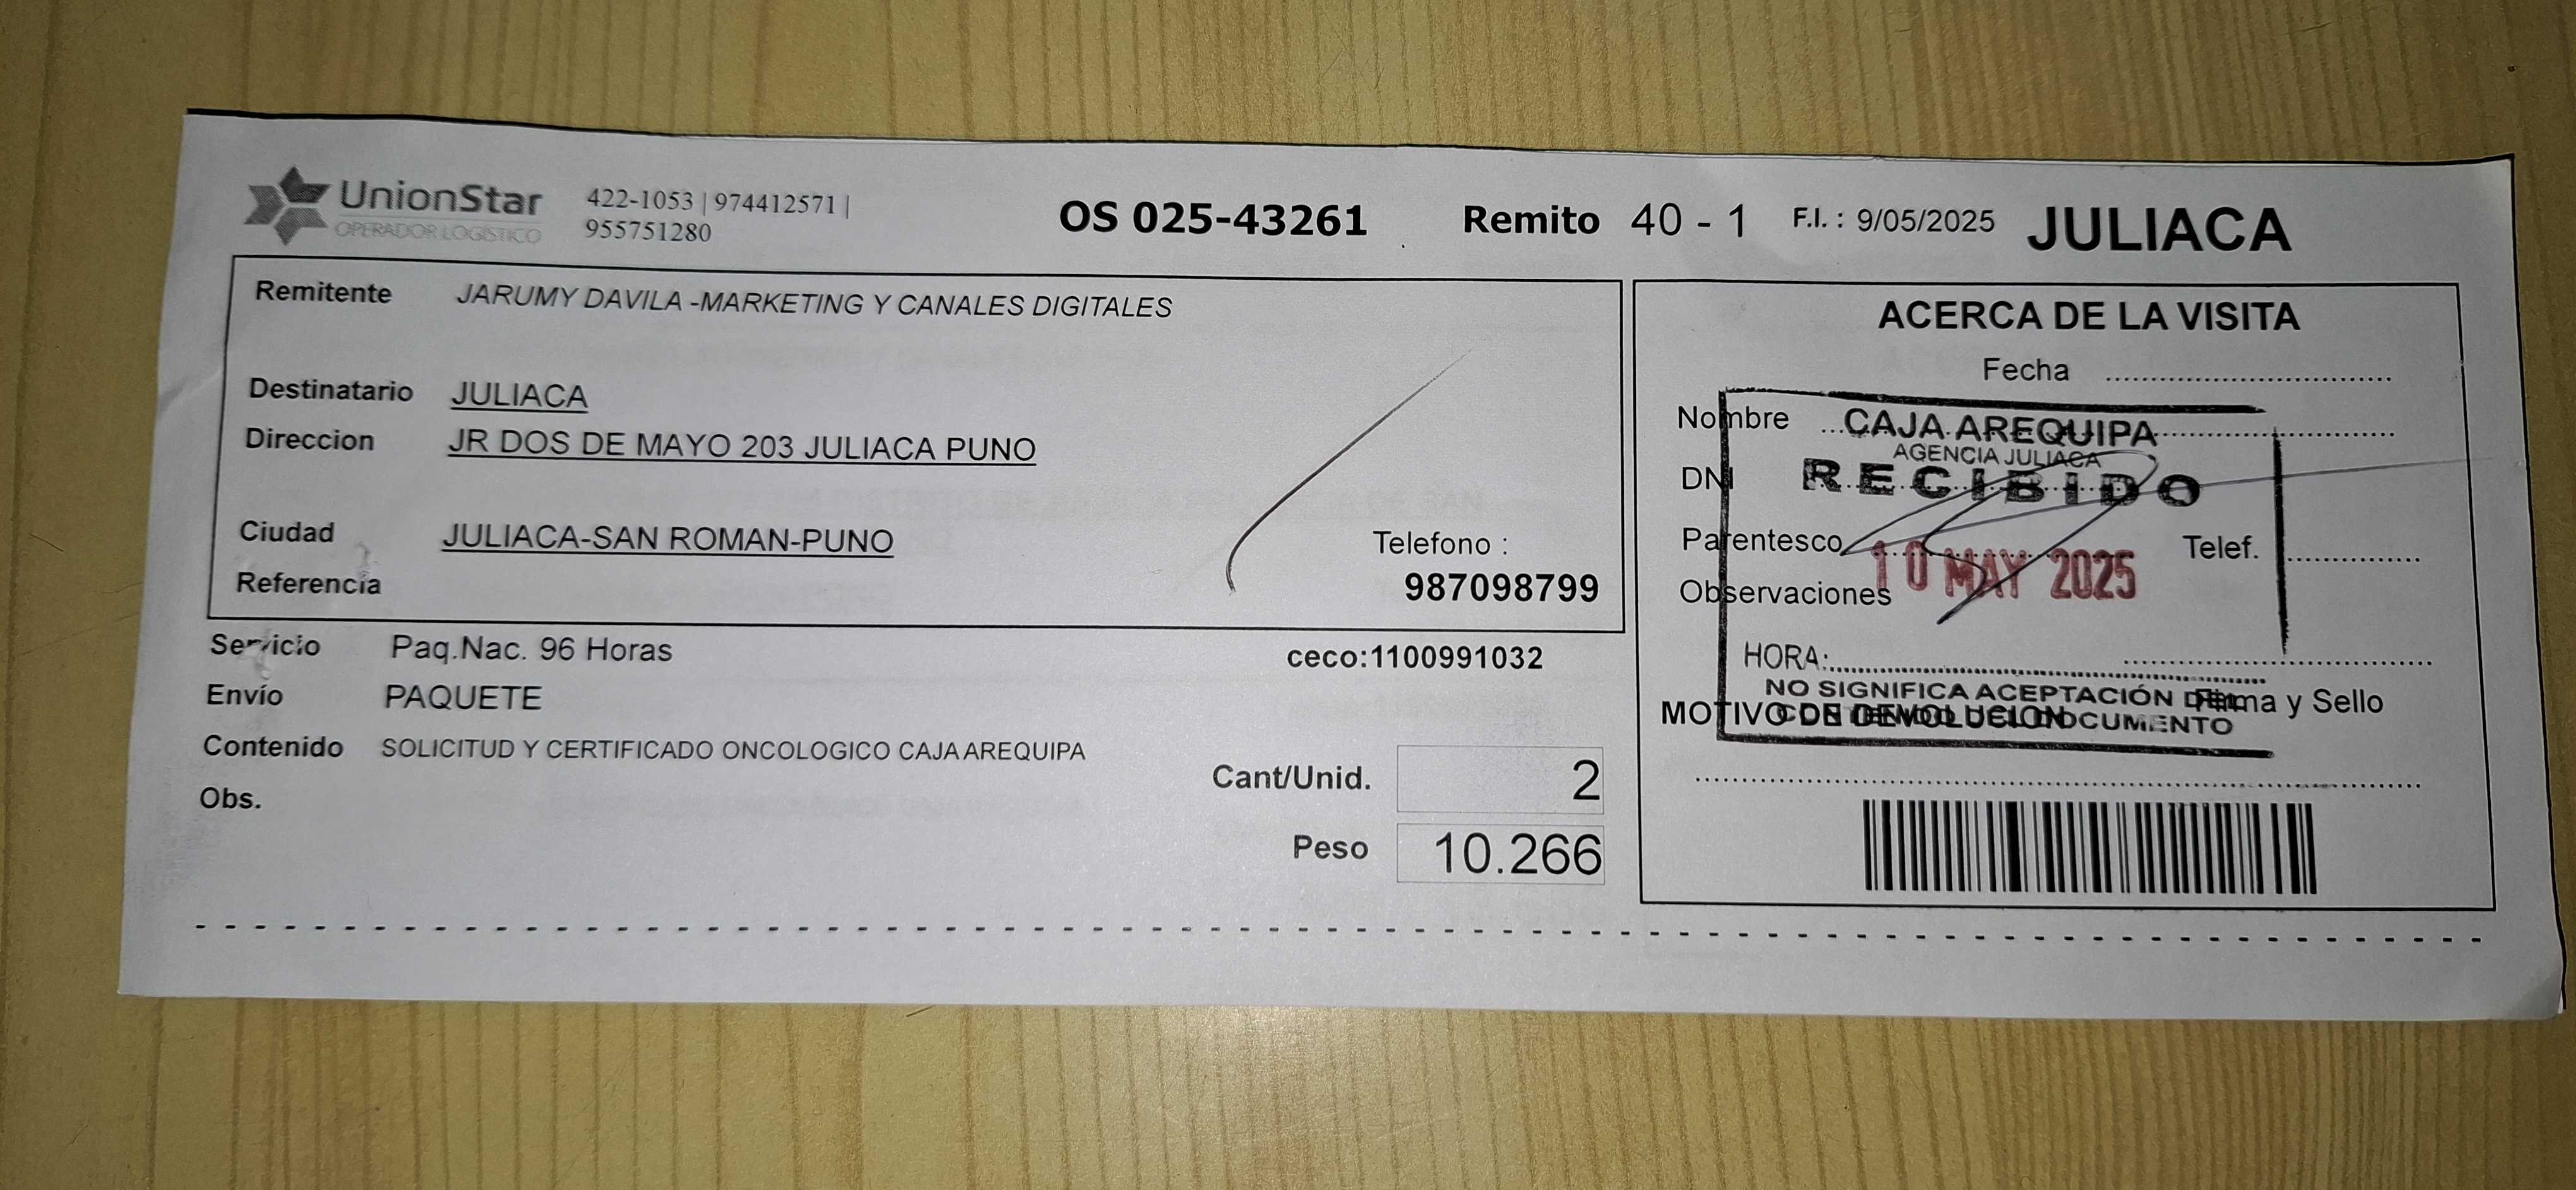 UnionStar
OPERADOR LOGISTICO
422-1053 | 974412571 |
955751280
OS 025-43261
Remito 40 - 1
F.I. : 9/05/2025
JULIACA
Remitente JARUMY DAVILA -MARKETING Y CANALES DIGITALES
Destinatario JULIACA
Direccion JR DOS DE MAYO 203 JULIACA PUNO
Ciudad JULIACA-SAN ROMAN-PUNO
Referencia
Telefono :
987098799
Servicio Paq.Nac. 96 Horas
ceco:1100991032
Envío PAQUETE
Contenido SOLICITUD Y CERTIFICADO ONCOLOGICO CAJA AREQUIPA
Obs.
Cant/Unid. 2
Peso 10.266
ACERCA DE LA VISITA
Fecha
Nombre
DNI
Parentesco
Telef.
Observaciones
Firma y Sello
MOTIVO DE DEVOLUCION
CAJA AREQUIPA
AGENCIA JULIACA
RECIBIDO
10 MAY 2025
HORA:
NO SIGNIFICA ACEPTACIÓN DEL
CONTENIDO DEL DOCUMENTO